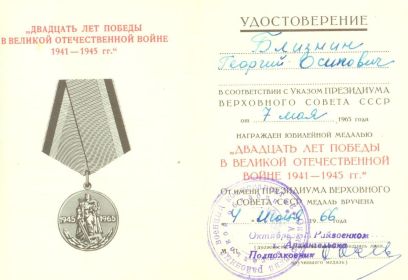 „ДВАДЦАТЬ ЛЕТ ПОБЕДЫ
В ВЕЛИКОЙ ОТЕЧЕСТВЕННОЙ ВОЙНЕ
1941—1945 гг."
1945 1965
УДОСТОВЕРЕНИЕ
Близнин
Георгий Осипович
В СООТВЕТСТВИИ С УКАЗОМ ПРЕЗИДИУМА
ВЕРХОВНОГО СОВЕТА СССР
от 7 мая 1965 года
НАГРАЖДЕН ЮБИЛЕЙНОЙ МЕДАЛЬЮ
„ДВАДЦАТЬ ЛЕТ ПОБЕДЫ
В ВЕЛИКОЙ ОТЕЧЕСТВЕННОЙ
ВОЙНЕ 1941—1945 гг."
ОТ ИМЕНИ ПРЕЗИДИУМА ВЕРХОВНОГО
СОВЕТА СССР МЕДАЛЬ ВРУЧЕНА
4 66
Октябрьский Райвоенком
г. Архангельска
Подполковник